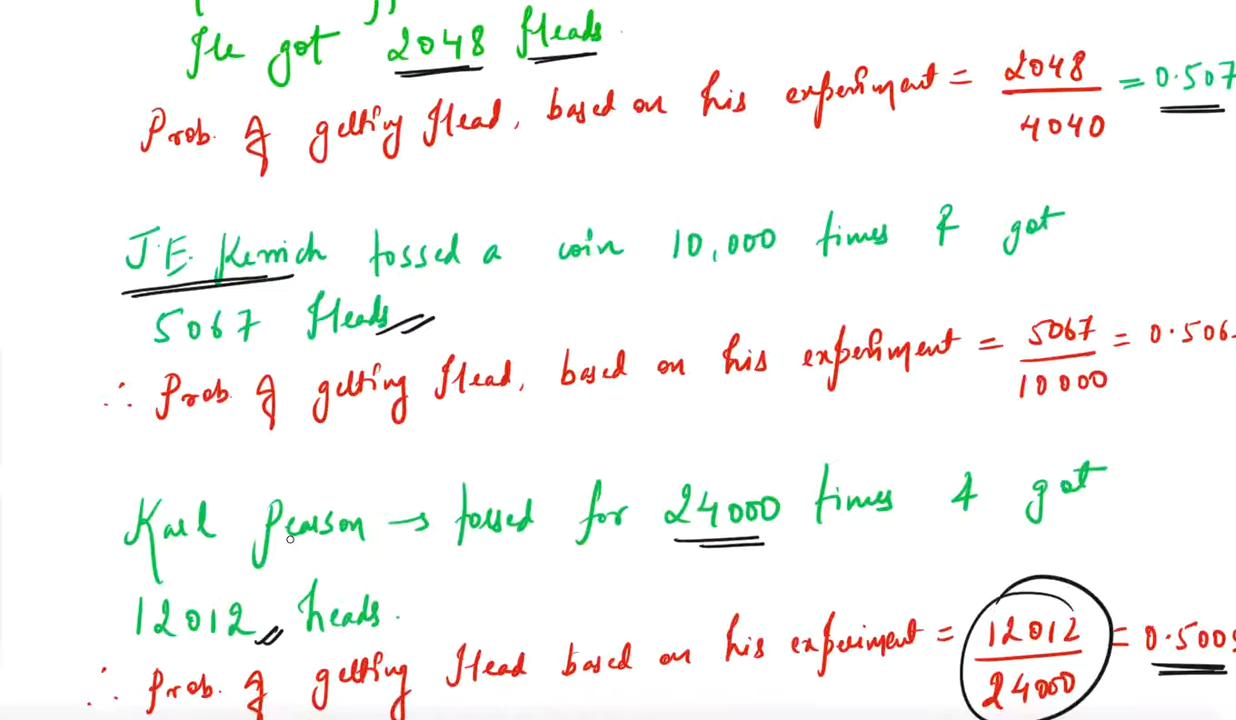 He got 2048 Heads.
Prob. of getting Head, based on his experiment = 2048/4040 = 0.507
J.E. Kerrich tossed a coin 10,000 times & got
5067 Heads
∴ Prob. of getting Head, based on his experiment = 5067/10000 = 0.506
Karl Pearson → tossed for 24000 times & got
12012 heads.
∴ Prob. of getting Head based on his experiment = 12012/24000 = 0.5005